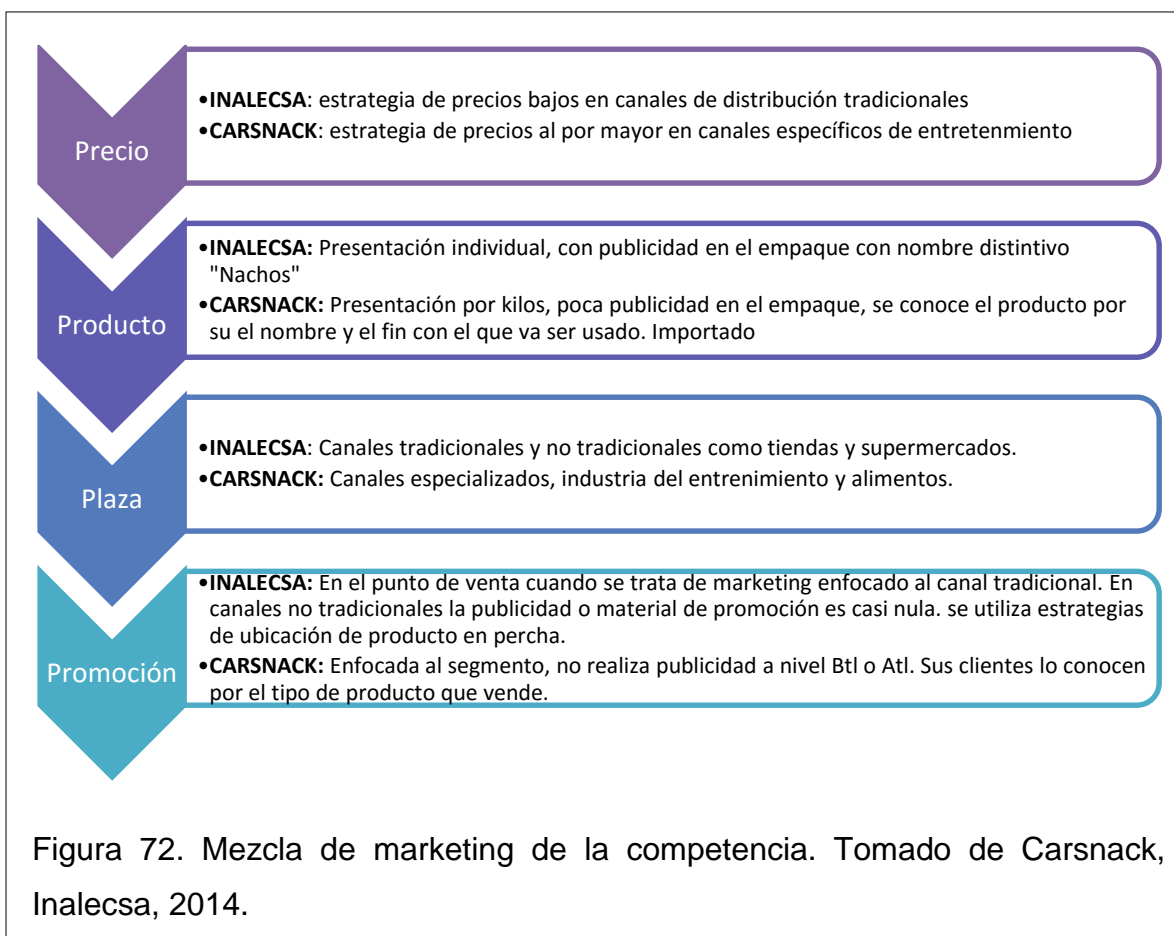 Precio
•INALECSA: estrategia de precios bajos en canales de distribución tradicionales
•CARSNACK: estrategia de precios al por mayor en canales específicos de entretenmiento
Producto
•INALECSA: Presentación individual, con publicidad en el empaque con nombre distintivo
"Nachos"
•CARSNACK: Presentación por kilos, poca publicidad en el empaque, se conoce el producto por
su el nombre y el fin con el que va ser usado. Importado
Plaza
•INALECSA: Canales tradicionales y no tradicionales como tiendas y supermercados.
•CARSNACK: Canales especializados, industria del entrenimiento y alimentos.
Promoción
•INALECSA: En el punto de venta cuando se trata de marketing enfocado al canal tradicional. En
canales no tradicionales la publicidad o material de promoción es casi nula. se utiliza estrategias
de ubicación de producto en percha.
•CARSNACK: Enfocada al segmento, no realiza publicidad a nivel Btl o Atl. Sus clientes lo conocen
por el tipo de producto que vende.
Figura 72. Mezcla de marketing de la competencia. Tomado de Carsnack,
Inalecsa, 2014.